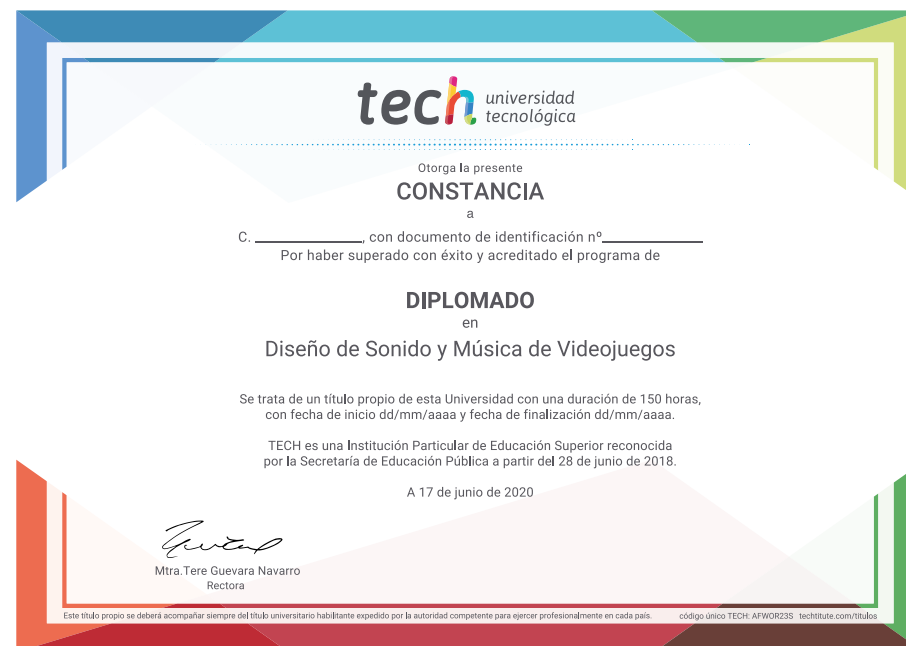 tech universidad
tecnológica
Otorga la presente
CONSTANCIA
a
C. ______________, con documento de identificación nº_____________
Por haber superado con éxito y acreditado el programa de
DIPLOMADO
en
Diseño de Sonido y Música de Videojuegos
Se trata de un título propio de esta Universidad con una duración de 150 horas,
con fecha de inicio dd/mm/aaaa y fecha de finalización dd/mm/aaaa.
TECH es una Institución Particular de Educación Superior reconocida
por la Secretaría de Educación Pública a partir del 28 de junio de 2018.
A 17 de junio de 2020
Mtra.Tere Guevara Navarro
Rectora
Este título propio se deberá acompañar siempre del título universitario habilitante expedido por la autoridad competente para ejercer profesionalmente en cada país. código único TECH: AFWOR23S techtitute.com/titulos